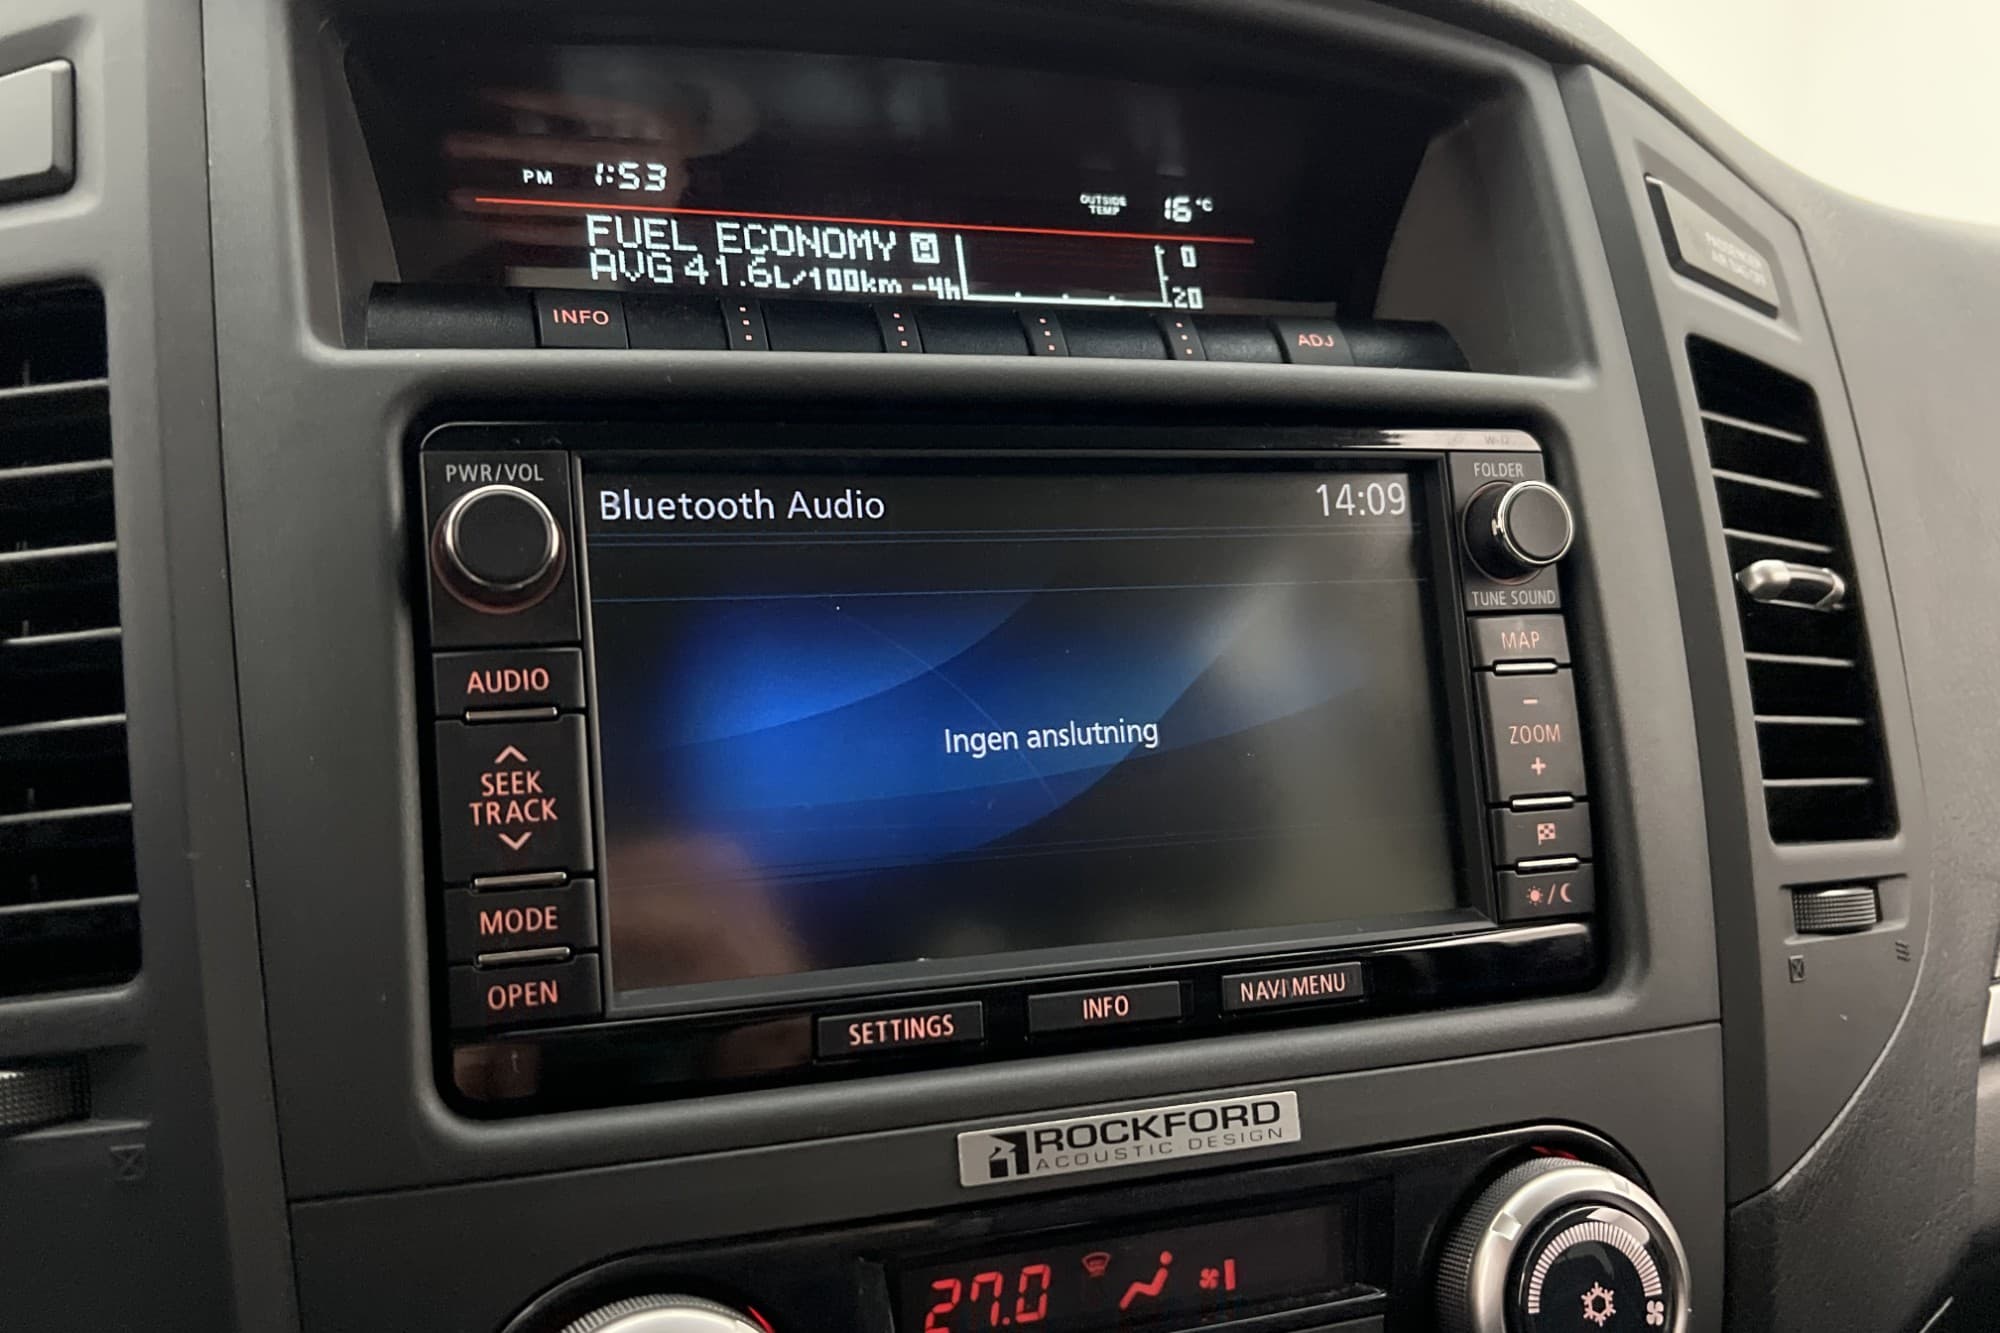 PM 1:53
OUTSIDE TEMP 16°C
FUEL ECONOMY M
AVG 41.6L/100km -4h
0
20
INFO
ADJ
PWR/VOL
Bluetooth Audio
14:09
FOLDER
TUNE SOUND
AUDIO
SEEK
TRACK
MODE
OPEN
Ingen anslutning
MAP
-
ZOOM
+
SETTINGS
INFO
NAVI MENU
ROCKFORD
ACOUSTIC DESIGN
27.0